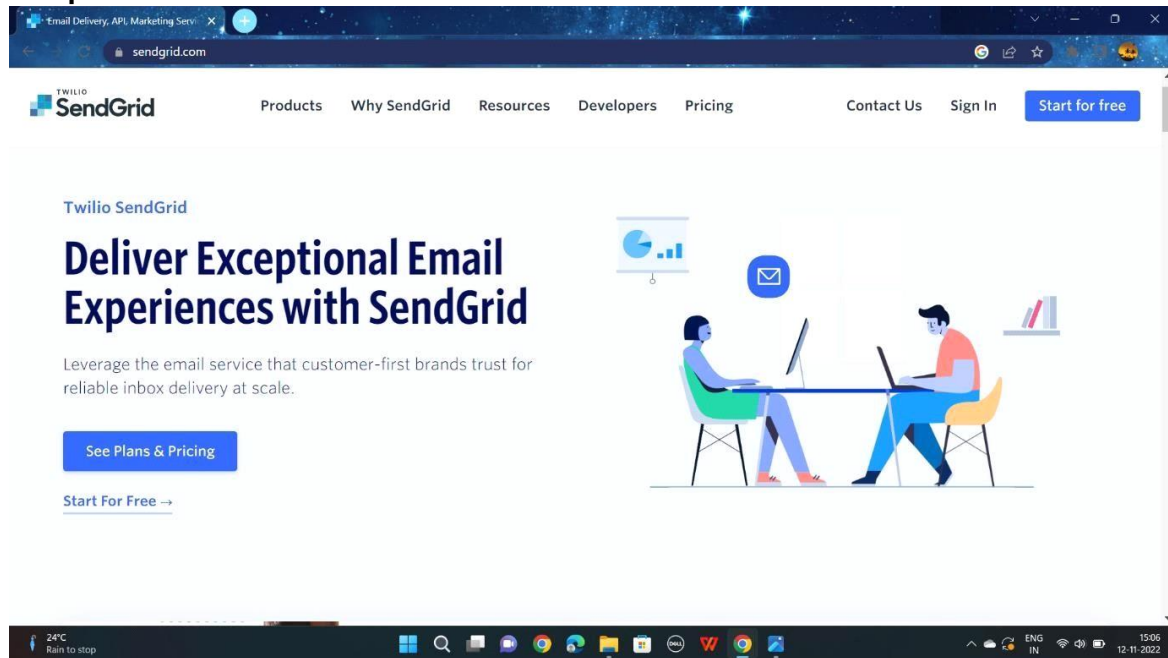 Email Delivery, API, Marketing Servi
sendgrid.com
TWILIO
SendGrid
Products Why SendGrid Resources Developers Pricing Contact Us Sign In Start for free
Twilio SendGrid
Deliver Exceptional Email
Experiences with SendGrid
Leverage the email service that customer-first brands trust for
reliable inbox delivery at scale.
See Plans & Pricing
Start For Free →
24°C
Rain to stop
DELL
ENG
IN
15:06
12-11-2022